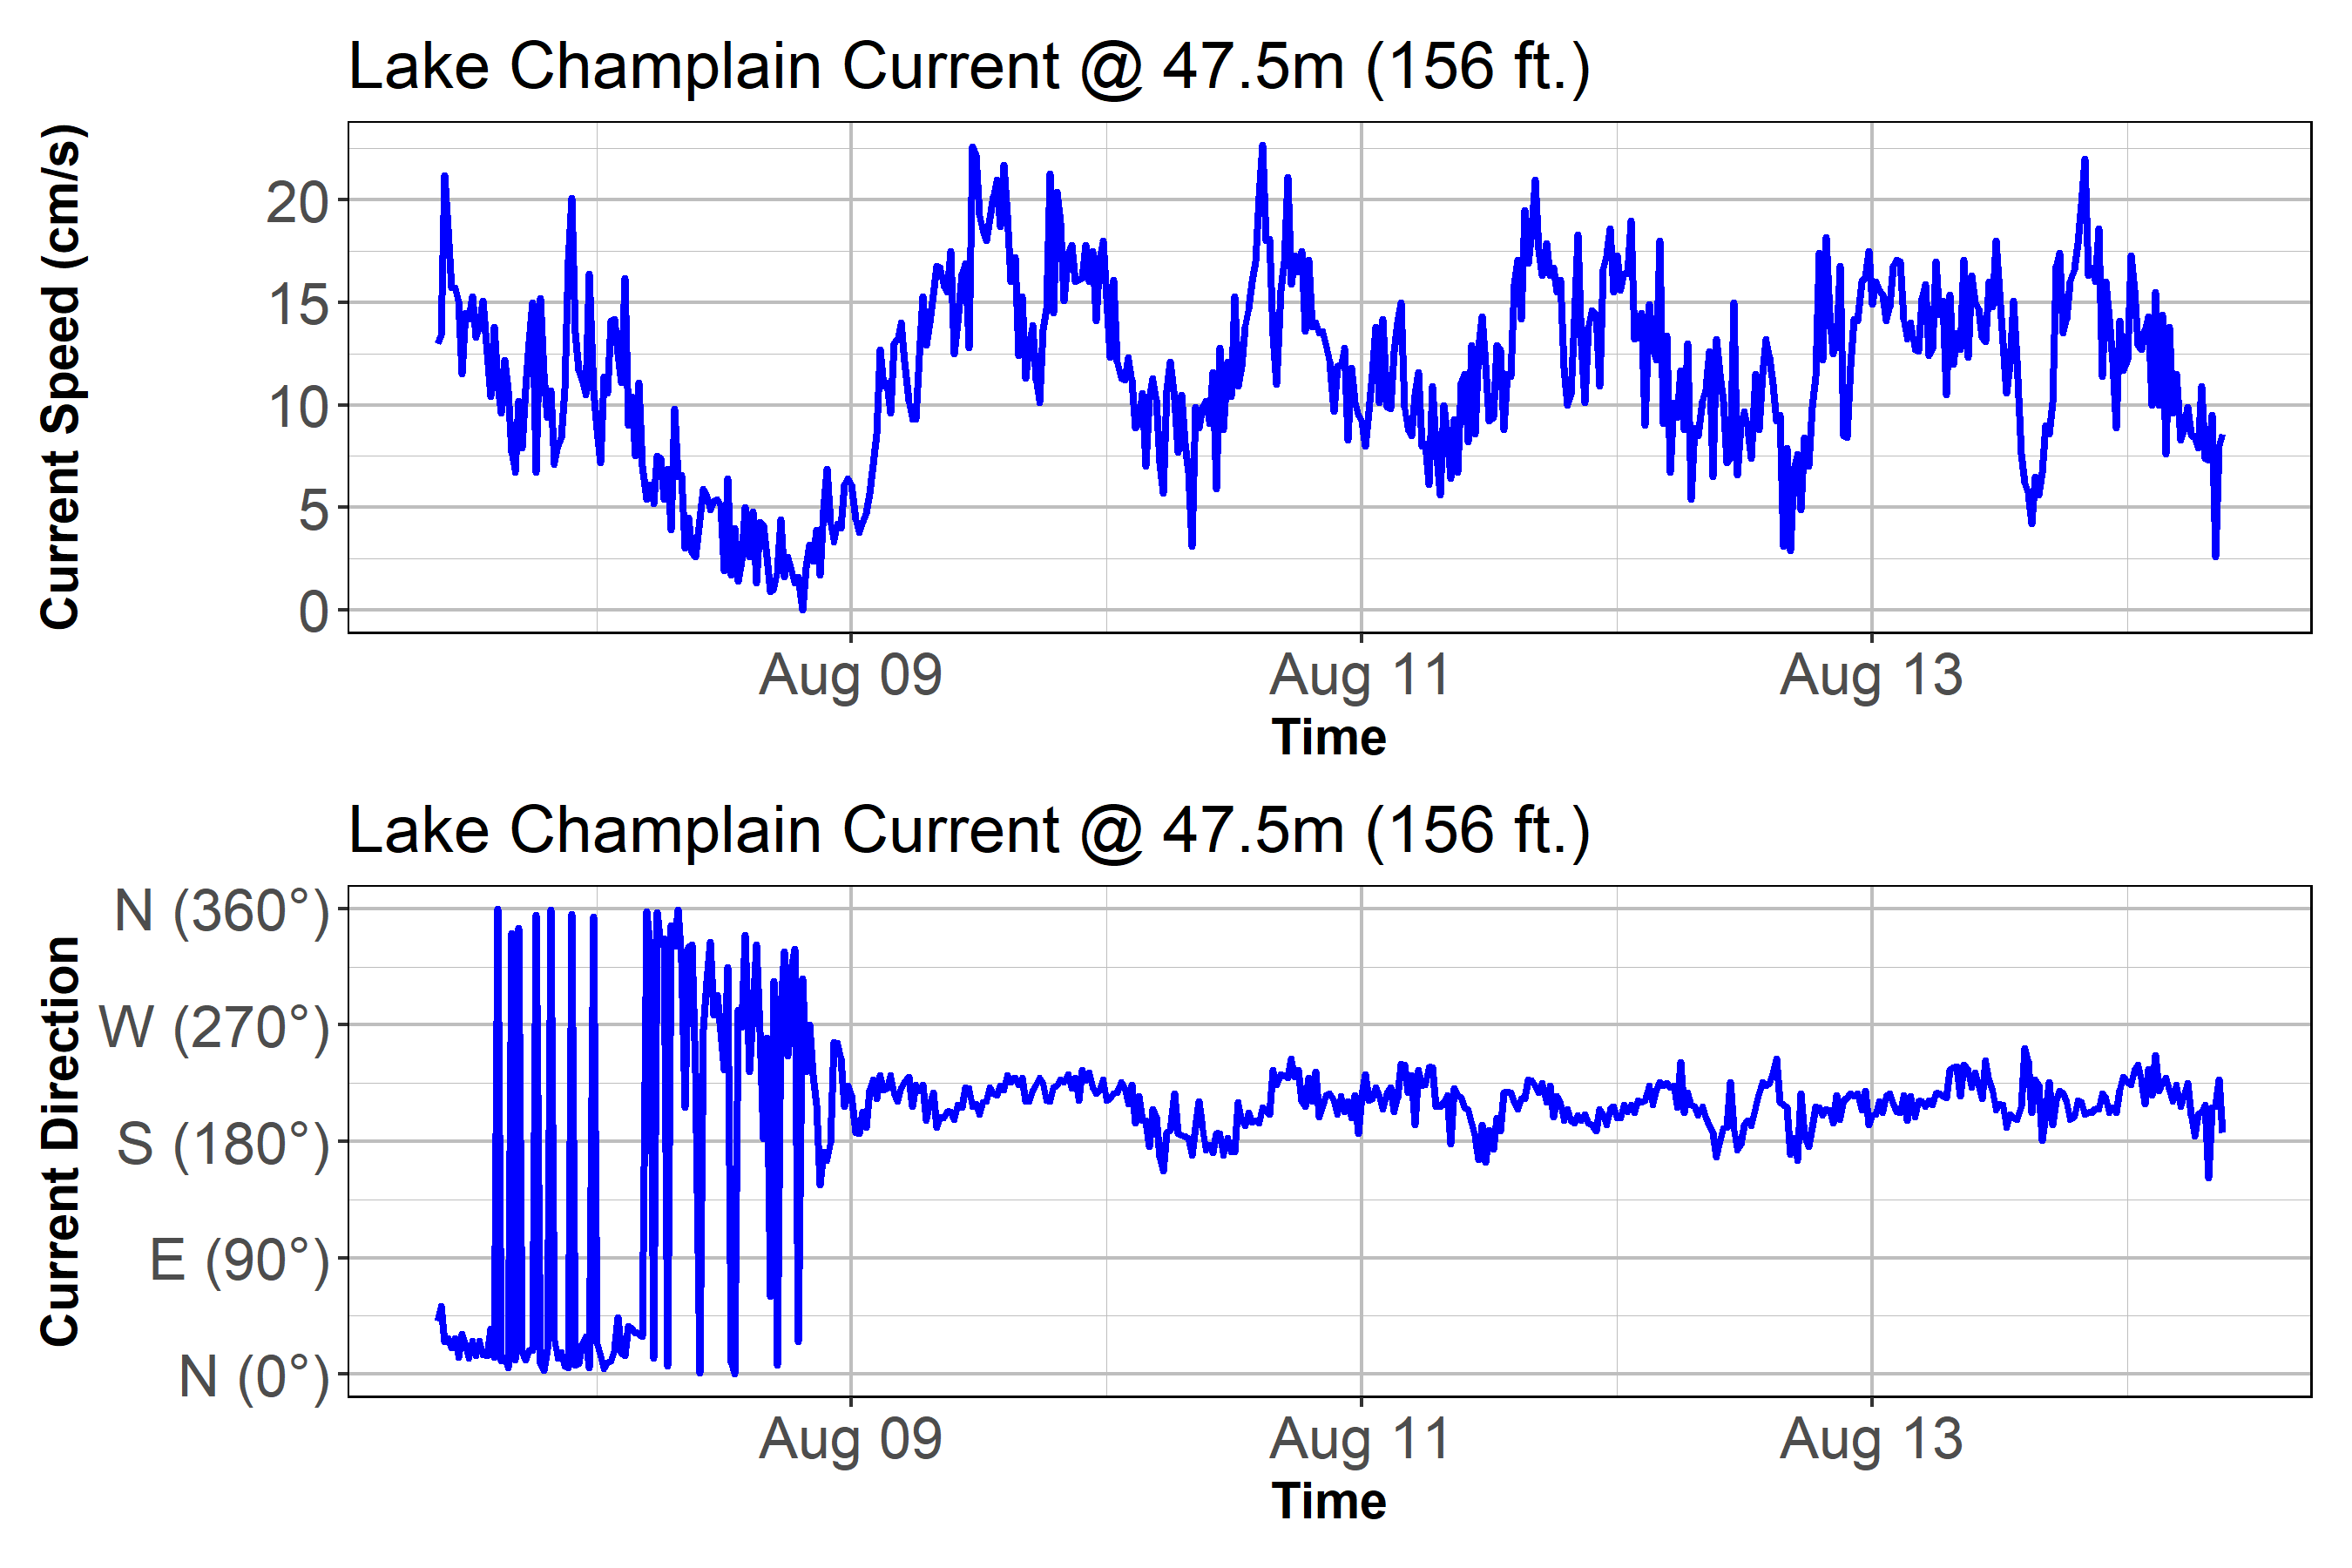 Lake Champlain Current @ 47.5m (156 ft.)
Current Speed (cm/s)
20
15
10
5
0
Aug 09 Aug 11 Aug 13
Time
Lake Champlain Current @ 47.5m (156 ft.)
Current Direction
N (360°)
W (270°)
S (180°)
E (90°)
N (0°)
Aug 09 Aug 11 Aug 13
Time